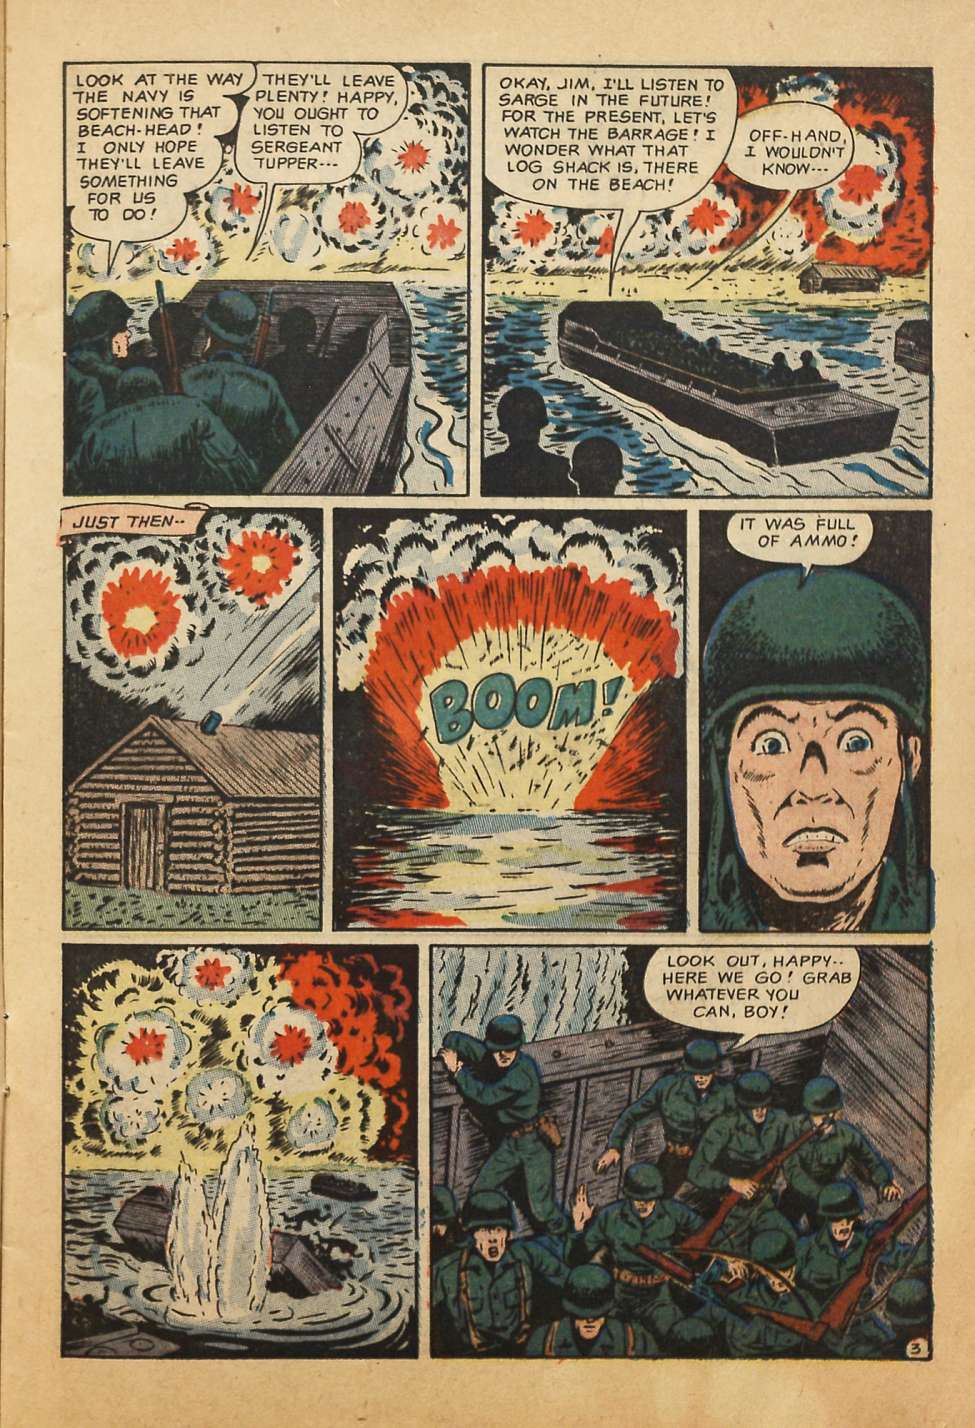 LOOK AT THE WAY
THE NAVY IS
SOFTENING THAT
BEACH-HEAD!
I ONLY HOPE
THEY'LL LEAVE
SOMETHING
FOR US
TO DO!
THEY'LL LEAVE
PLENTY! HAPPY,
YOU OUGHT TO
LISTEN TO
SERGEANT
TUPPER---
OKAY, JIM, I'LL LISTEN TO
SARGE IN THE FUTURE!
FOR THE PRESENT, LET'S
WATCH THE BARRAGE! I
WONDER WHAT THAT
LOG SHACK IS, THERE
ON THE BEACH!
OFF-HAND,
I WOULDN'T
KNOW---
JUST THEN--
BOOM!
IT WAS FULL
OF AMMO!
LOOK OUT, HAPPY--
HERE WE GO! GRAB
WHATEVER YOU
CAN, BOY!
3